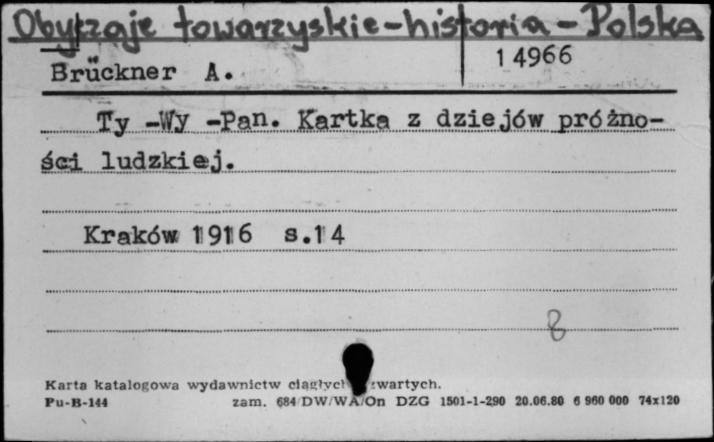 Obyczaje towarzyskie-historia-Polska
Brückner A.
14966
Ty -Wy -Pan. Kartka z dziejów próżno-
ści ludzkiej.
Kraków 1916 s.14
8
Karta katalogowa wydawnictw ciągłych zwartych.
Pu-B-144 zam. 684/DW/WA/On DZG 1501-1-290 20.06.80 6 960 000 74x120